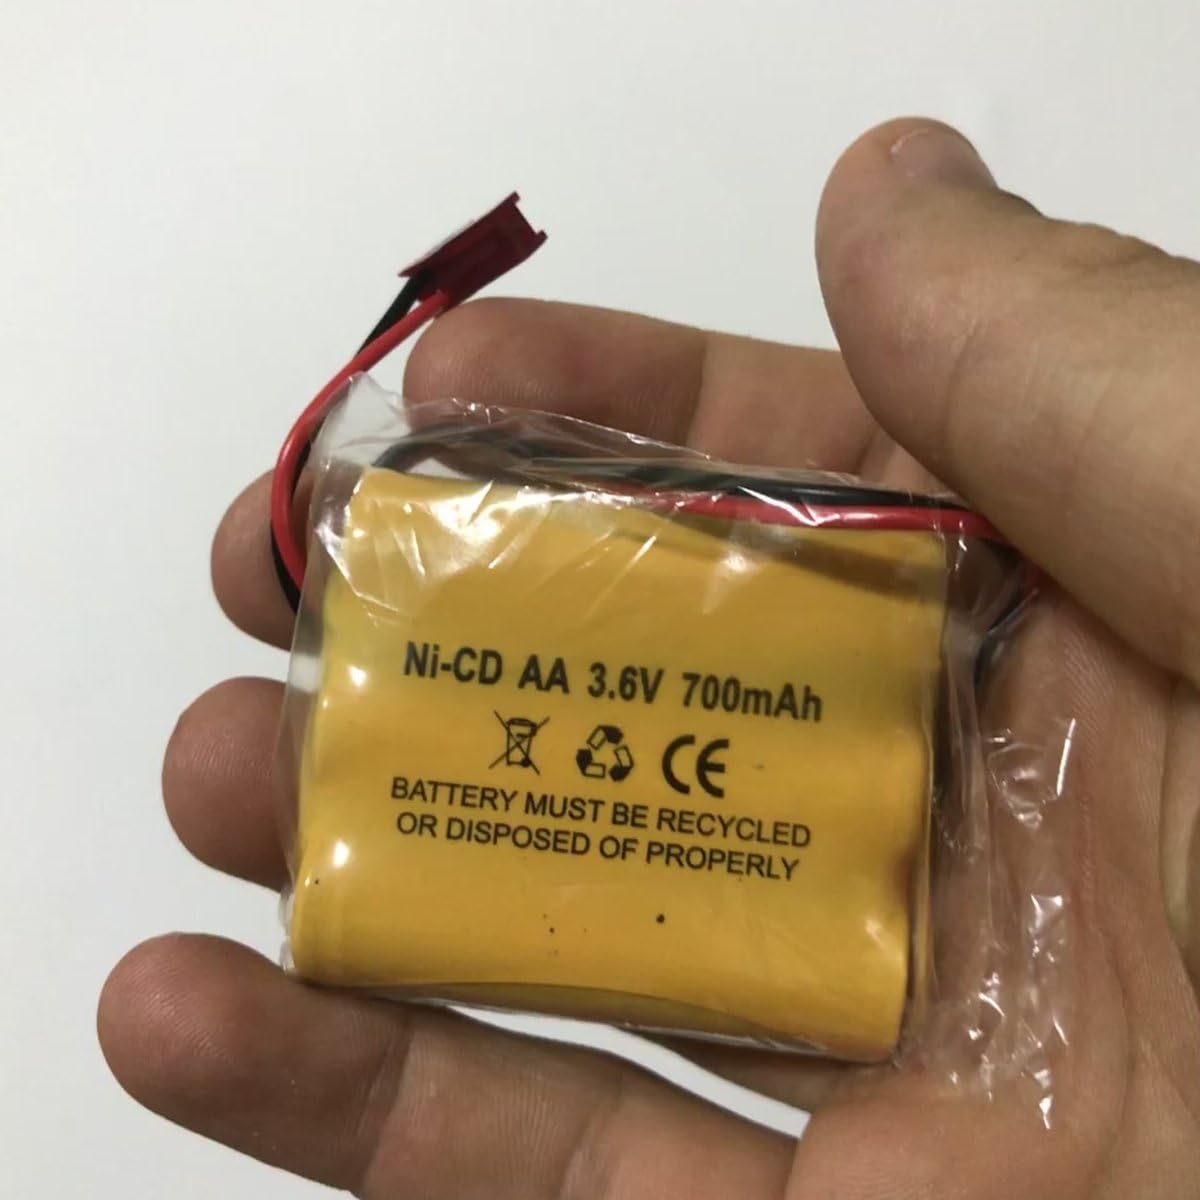 Ni-CD AA 3.6V 700mAh
CE
BATTERY MUST BE RECYCLED
OR DISPOSED OF PROPERLY